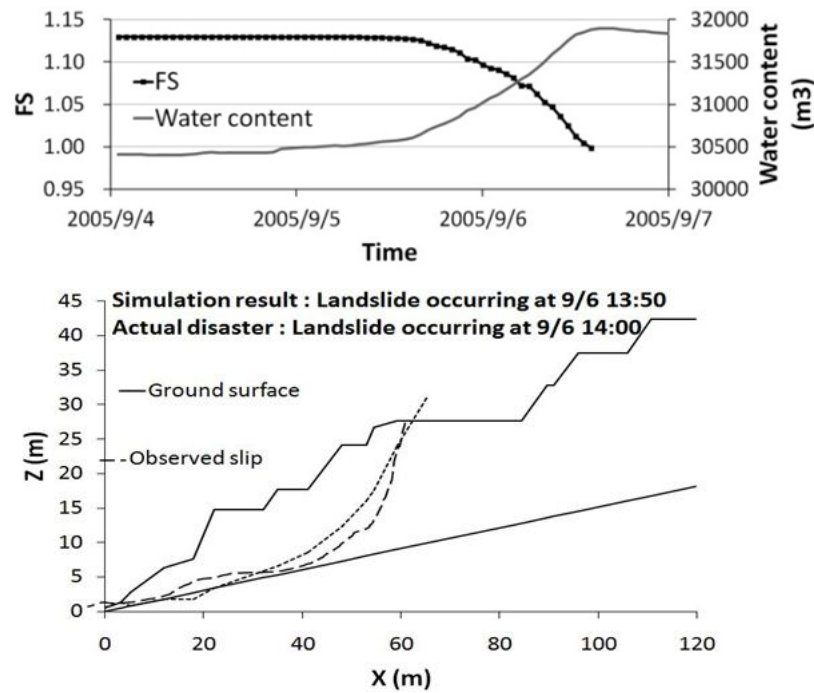 1.15 32000
1.10 31500
FS
Water content
1.05 31000
1.00 30500
0.95 30000
FS
Water content
(m3)
2005/9/4 2005/9/5 2005/9/6 2005/9/7
Time
Simulation result : Landslide occurring at 9/6 13:50
Actual disaster : Landslide occurring at 9/6 14:00
Ground surface
Observed slip
45
40
35
30
25
20
15
10
5
0
Z (m)
0 20 40 60 80 100 120
X (m)